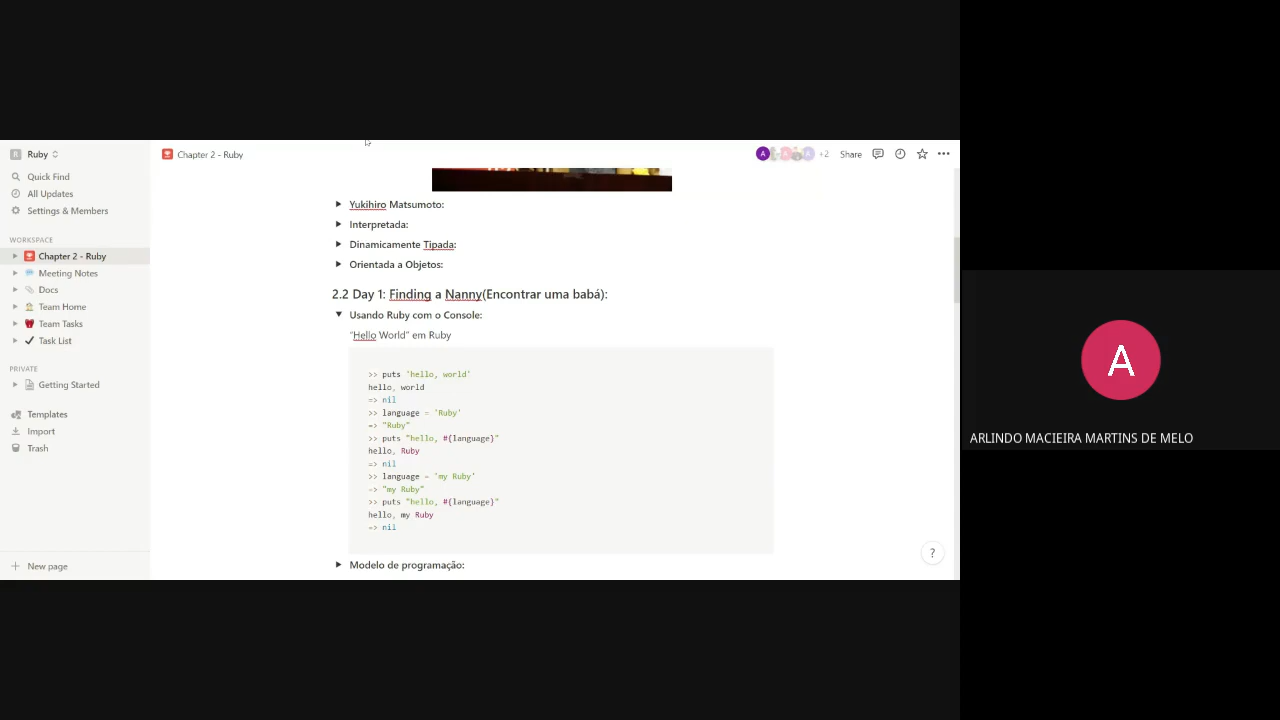 R Ruby
Chapter 2 - Ruby
A
+2
Share
Quick Find
All Updates
Settings & Members
WORKSPACE
Chapter 2 - Ruby
Meeting Notes
Docs
Team Home
Team Tasks
Task List
PRIVATE
Getting Started
Templates
Import
Trash
New page
Yukihiro Matsumoto:
Interpretada:
Dinamicamente Tipada:
Orientada a Objetos:
2.2 Day 1: Finding a Nanny(Encontrar uma babá):
Usando Ruby com o Console:
"Hello World" em Ruby
>> puts 'hello, world'
hello, world
=> nil
>> language = 'Ruby'
=> "Ruby"
>> puts "hello, #{language}"
hello, Ruby
=> nil
>> language = 'my Ruby'
=> "my Ruby"
>> puts "hello, #{language}"
hello, my Ruby
=> nil
Modelo de programação:
?
A
ARLINDO MACIEIRA MARTINS DE MELO